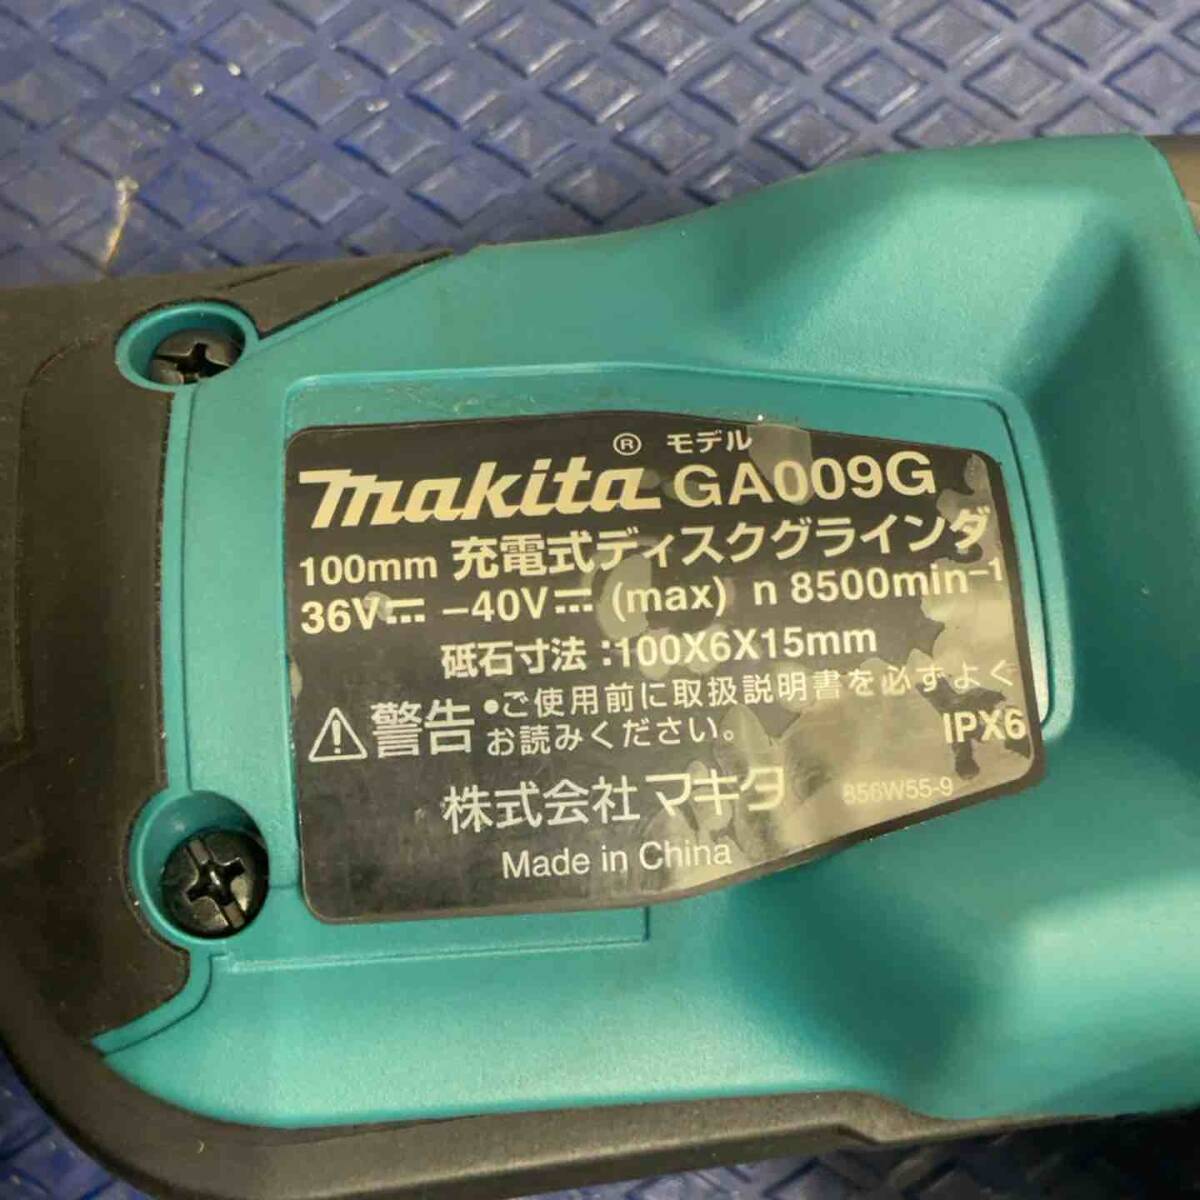 makita® モデル GA009G
100mm 充電式ディスクグラインダ
36V⎓ -40V⎓ (max) n 8500min⁻¹
砥石寸法:100X6X15mm
⚠警告 •ご使用前に取扱説明書を必ずよく
お読みください。
IPX6
株式会社マキタ 856W55-9
Made in China